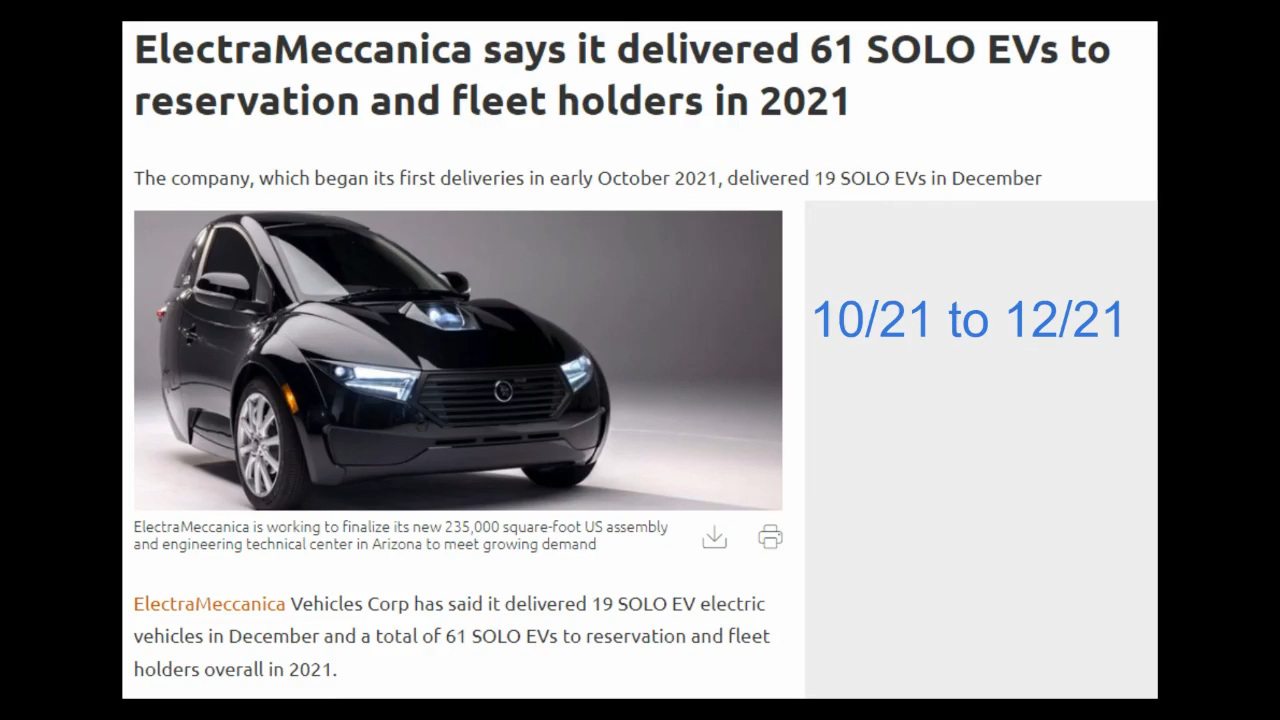 ElectraMeccanica says it delivered 61 SOLO EVs to
reservation and fleet holders in 2021
The company, which began its first deliveries in early October 2021, delivered 19 SOLO EVs in December
10/21 to 12/21
ElectraMeccanica is working to finalize its new 235,000 square-foot US assembly
and engineering technical center in Arizona to meet growing demand
ElectraMeccanica Vehicles Corp has said it delivered 19 SOLO EV electric
vehicles in December and a total of 61 SOLO EVs to reservation and fleet
holders overall in 2021.